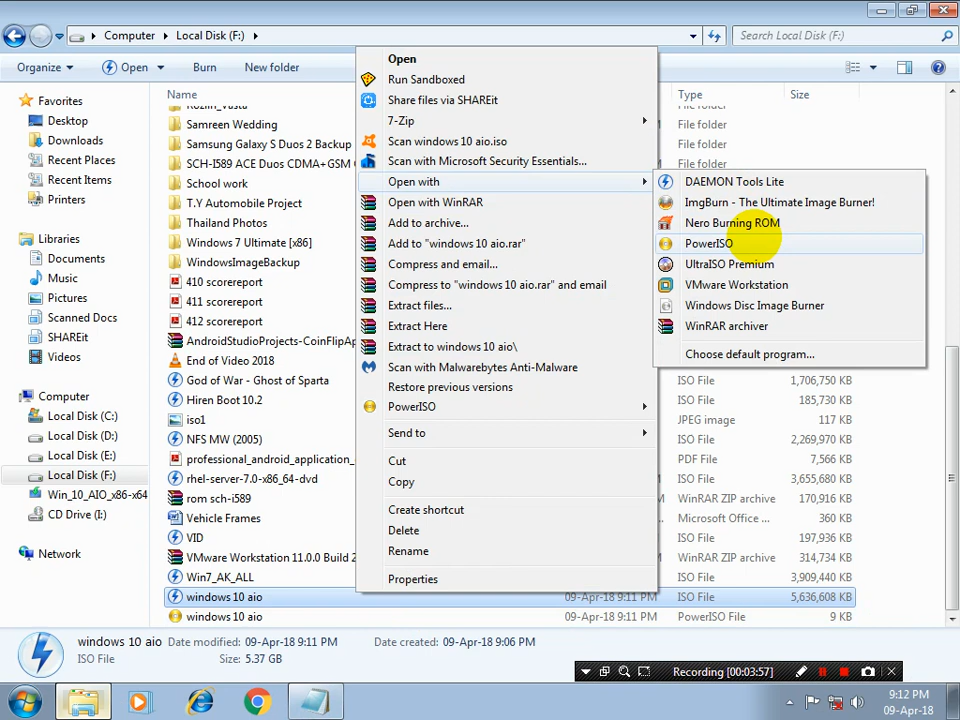 Computer ▸ Local Disk (F:) ▸
Search Local Disk (F:)
Organize Open Burn New folder
Favorites
Desktop
Downloads
Recent Places
Recent Items
Printers
Libraries
Documents
Music
Pictures
Scanned Docs
SHAREit
Videos
Computer
Local Disk (C:)
Local Disk (D:)
Local Disk (E:)
Local Disk (F:)
Win_10_AIO_x86-x64
CD Drive (I:)
Network
Name Type Size
Samreen Wedding File folder
Samsung Galaxy S2 Duos 2 Backup File folder
SCH-I589 ACE Duos CDMA+GSM File folder
School work
T.Y Automobile Project
Thailand Photos
Windows 7 Ultimate [x86]
WindowsImageBackup
410 scorereport
411 scorereport
412 scorereport
AndroidStudioProjects-CoinFlipAp
End of Video 2018
God of War - Ghost of Sparta ISO File 1,706,750 KB
Hiren Boot 10.2 ISO File 185,730 KB
iso1 JPEG image 117 KB
NFS MW (2005) ISO File 2,269,970 KB
professional_android_application_ PDF File 7,566 KB
rhel-server-7.0-x86_64-dvd ISO File 3,655,680 KB
rom sch-i589 WinRAR ZIP archive 170,916 KB
Vehicle Frames Microsoft Office ... 360 KB
VID ISO File 197,936 KB
VMware Workstation 11.0.0 Build 2 WinRAR ZIP archive 314,734 KB
Win7_AK_ALL ISO File 3,909,440 KB
windows 10 aio 09-Apr-18 9:11 PM ISO File 5,636,608 KB
windows 10 aio 09-Apr-18 9:11 PM PowerISO File 9 KB
Open
Run Sandboxed
Share files via SHAREit
7-Zip
Scan windows 10 aio.iso
Scan with Microsoft Security Essentials...
Open with
Open with WinRAR
Add to archive...
Add to "windows 10 aio.rar"
Compress and email...
Compress to "windows 10 aio.rar" and email
Extract files...
Extract Here
Extract to windows 10 aio\
Scan with Malwarebytes Anti-Malware
Restore previous versions
PowerISO
Send to
Cut
Copy
Create shortcut
Delete
Rename
Properties
DAEMON Tools Lite
ImgBurn - The Ultimate Image Burner!
Nero Burning ROM
PowerISO
UltraISO Premium
VMware Workstation
Windows Disc Image Burner
WinRAR archiver
Choose default program...
windows 10 aio Date modified: 09-Apr-18 9:11 PM Date created: 09-Apr-18 9:06 PM
ISO File Size: 5.37 GB
Recording [00:03:57]
9:12 PM
09-Apr-18